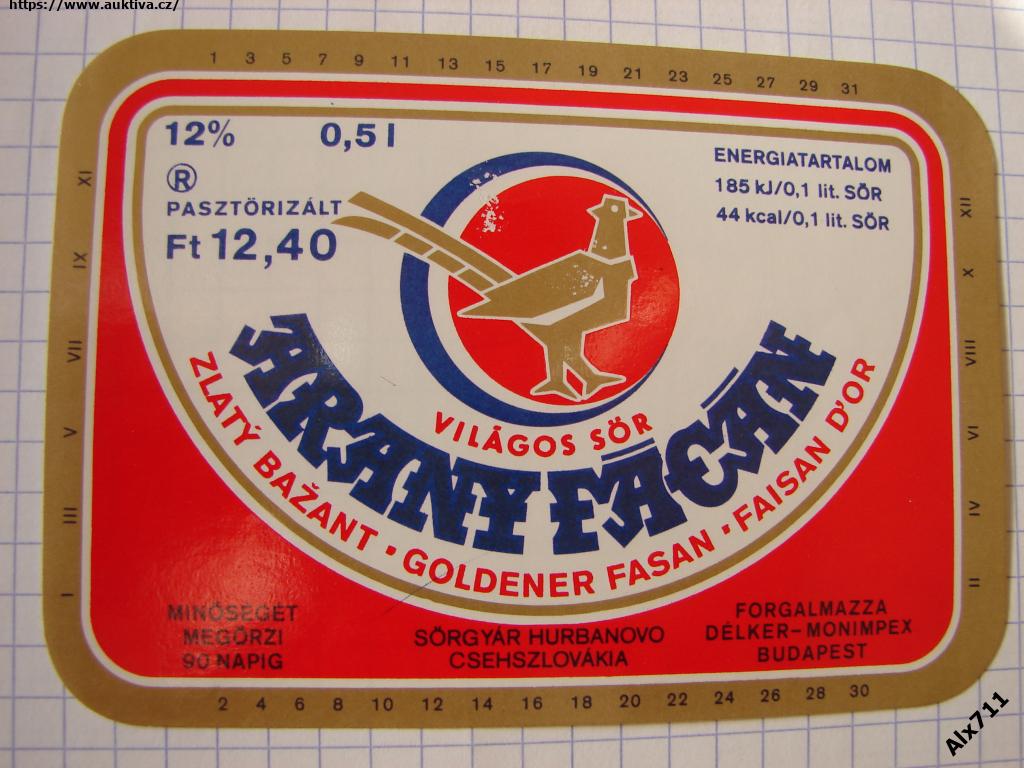 https://www.auktiva.cz/
1 3 5 7 9 11 13 15 17 19 21 23 25 27 29 31
12% 0,5 l
®
PASZTÖRIZÁLT
Ft 12,40
ENERGIATARTALOM
185 kJ/0,1 lit. SÖR
44 kcal/0,1 lit. SÖR
XI
IX
VII
V
III
I
XII
X
VIII
VI
IV
II
VILÁGOS SÖR
ARANY FÁCÁN
ZLATÝ BAŽANT • GOLDENER FASAN • FAISAN D'OR
MINŐSÉGÉT
MEGŐRZI
90 NAPIG
SÖRGYÁR HURBANOVO
CSEHSZLOVÁKIA
FORGALMAZZA
DÉLKER-MONIMPEX
BUDAPEST
2 4 6 8 10 12 14 16 18 20 22 24 26 28 30
Alx711